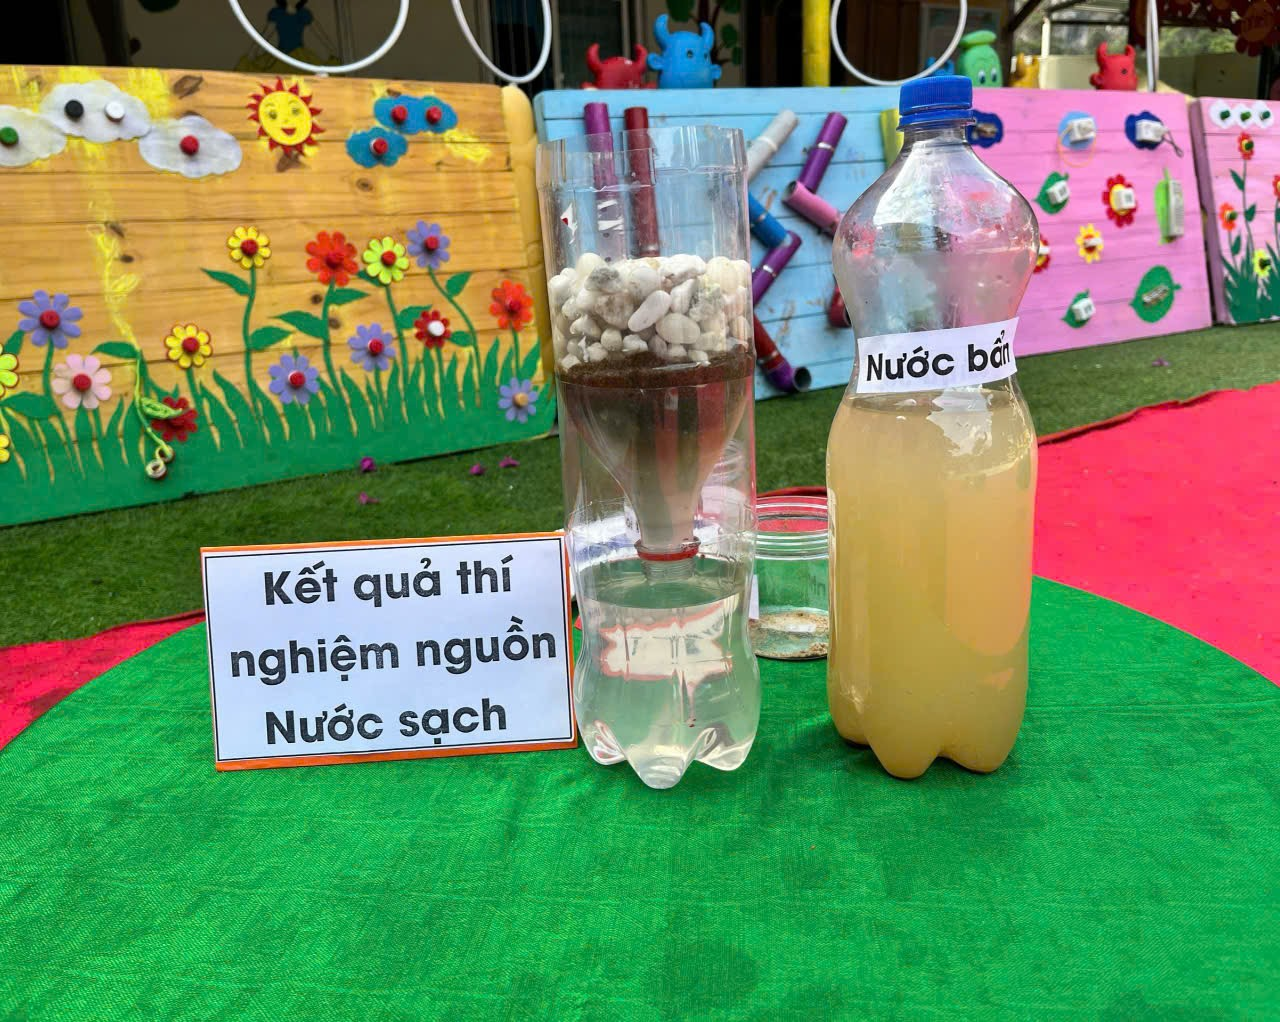 Kết quả thí
nghiệm nguồn
Nước sạch
Nước bẩn